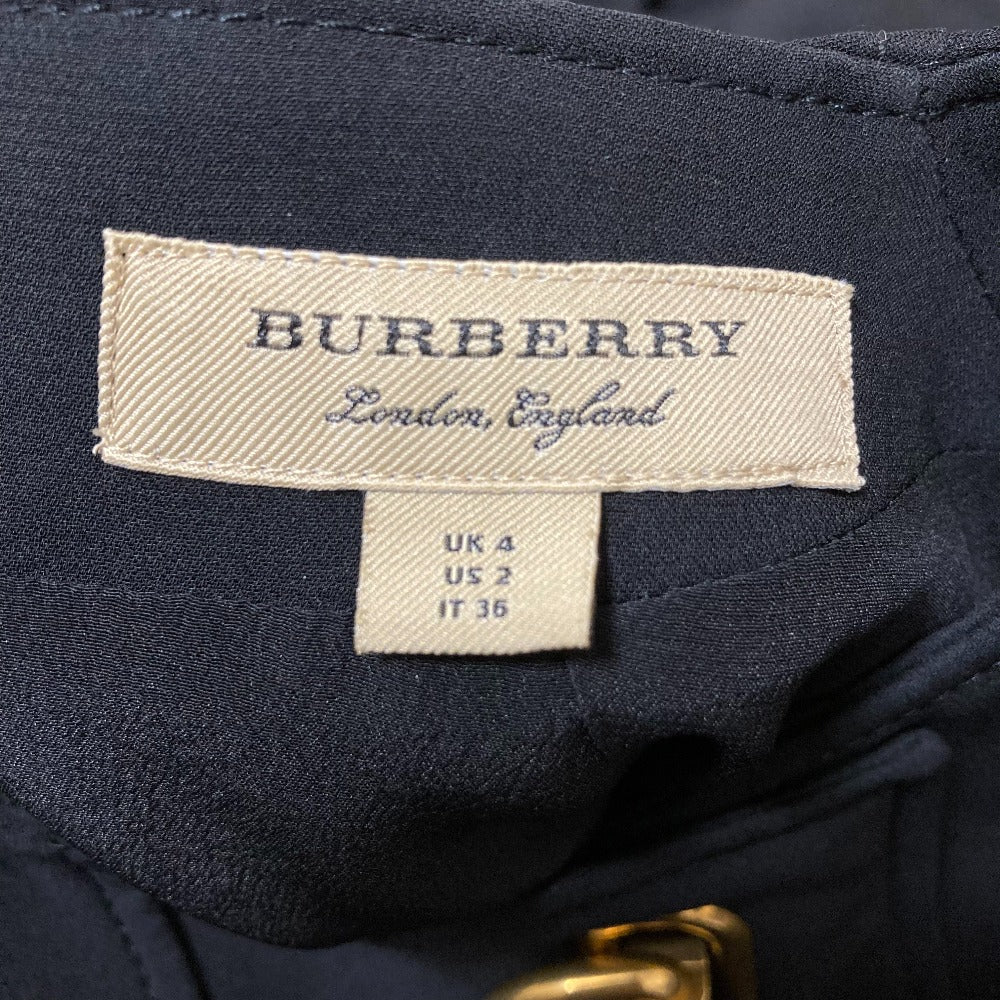 BURBERRY
London, England
UK 4
US 2
IT 36